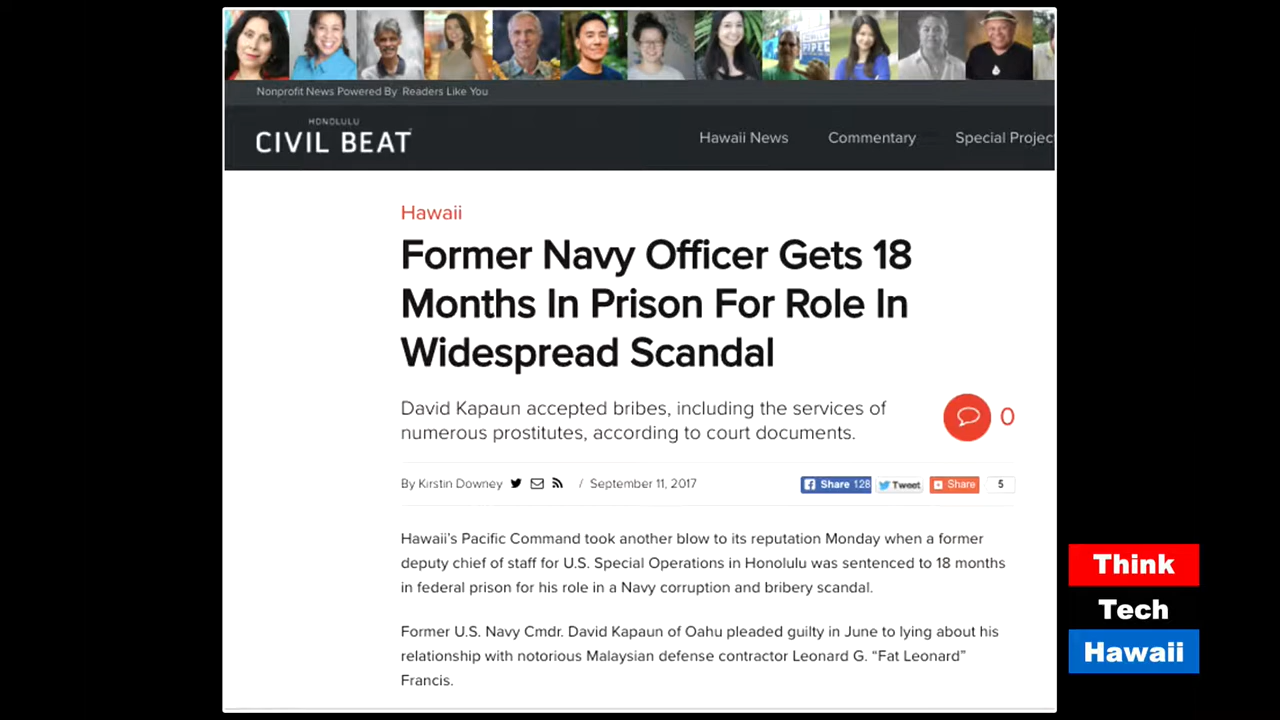 Nonprofit News Powered By Readers Like You
HONOLULU
CIVIL BEAT
Hawaii News Commentary Special Projec
Hawaii
Former Navy Officer Gets 18
Months In Prison For Role In
Widespread Scandal
David Kapaun accepted bribes, including the services of
numerous prostitutes, according to court documents.
0
By Kirstin Downey / September 11, 2017
Share 128 Tweet Share 5
Hawaii's Pacific Command took another blow to its reputation Monday when a former
deputy chief of staff for U.S. Special Operations in Honolulu was sentenced to 18 months
in federal prison for his role in a Navy corruption and bribery scandal.
Former U.S. Navy Cmdr. David Kapaun of Oahu pleaded guilty in June to lying about his
relationship with notorious Malaysian defense contractor Leonard G. “Fat Leonard”
Francis.
Think
Tech
Hawaii